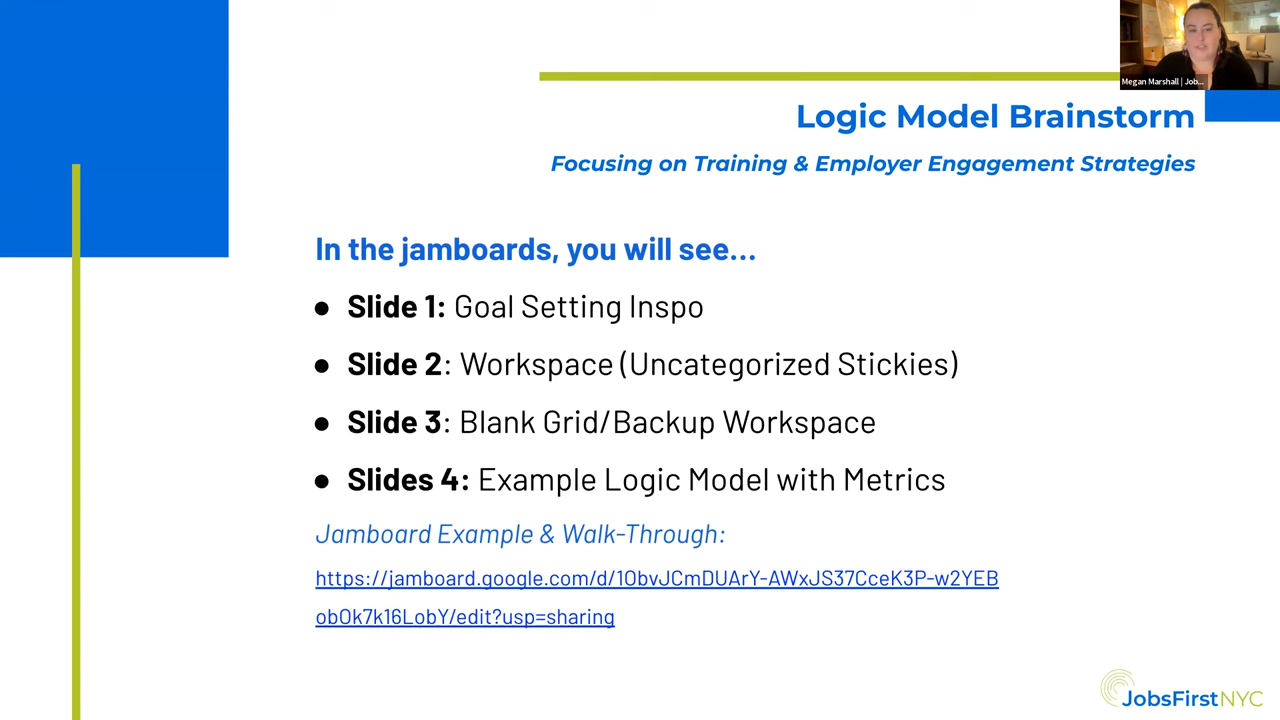 Megan Marshall | Job...
Logic Model Brainstorm
Focusing on Training & Employer Engagement Strategies
In the jamboards, you will see...
● Slide 1: Goal Setting Inspo
● Slide 2: Workspace (Uncategorized Stickies)
● Slide 3: Blank Grid/Backup Workspace
● Slides 4: Example Logic Model with Metrics
Jamboard Example & Walk-Through:
https://jamboard.google.com/d/1ObvJCmDUArY-AWxJS37CceK3P-w2YEB
obOk7k16LobY/edit?usp=sharing
JobsFirstNYC